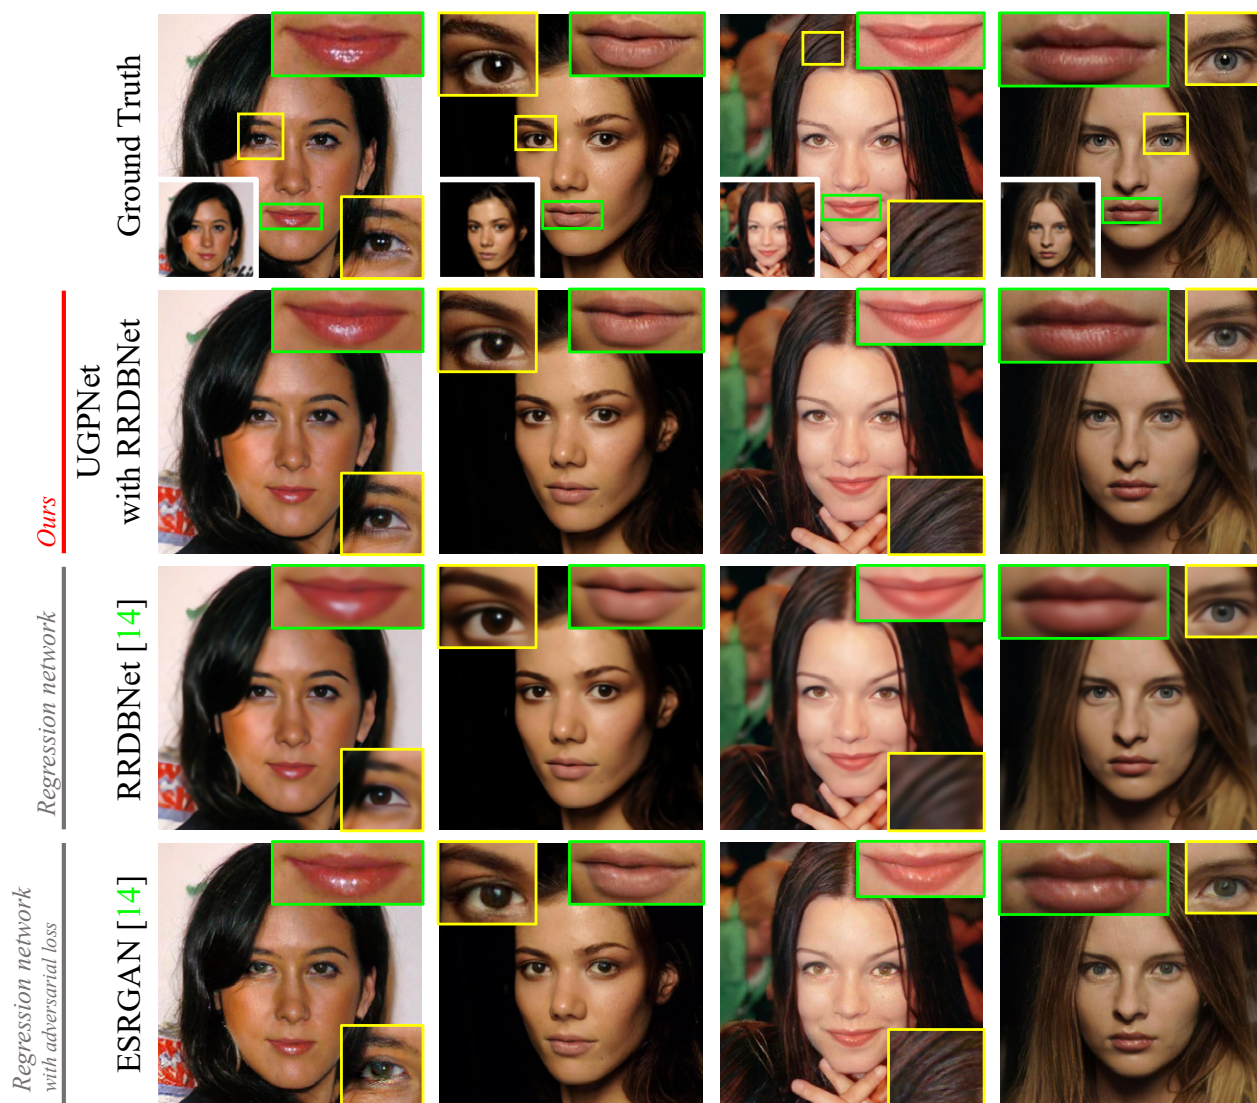 Ground Truth
Ours
UGPNet
with RRDBNet
Regression network
RRDBNet [14]
Regression network
with adversarial loss
ESRGAN [14]